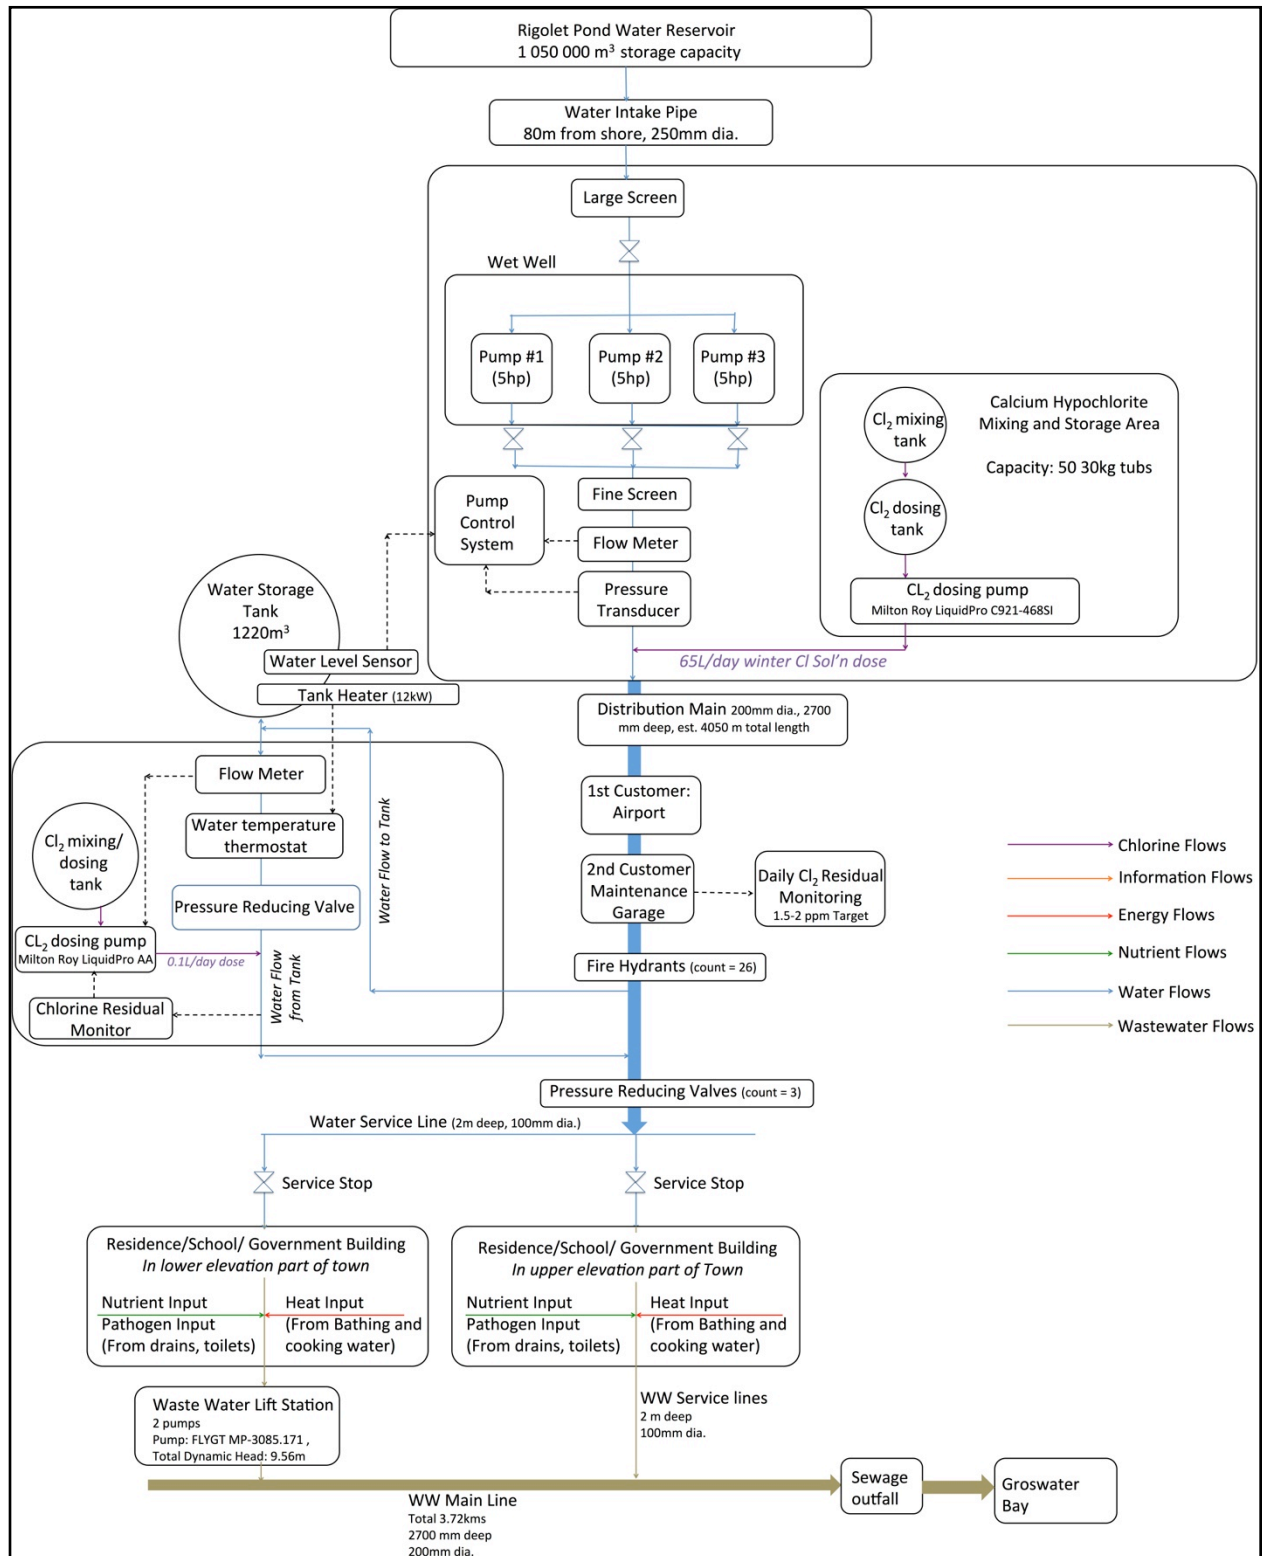 Rigolet Pond Water Reservoir
1 050 000 m³ storage capacity
Water Intake Pipe
80m from shore, 250mm dia.
Large Screen
Wet Well
Pump #1
(5hp)
Pump #2
(5hp)
Pump #3
(5hp)
Cl₂ mixing
tank
Calcium Hypochlorite
Mixing and Storage Area
Capacity: 50 30kg tubs
Cl₂ dosing
tank
CL₂ dosing pump
Milton Roy LiquidPro C921-468SI
Fine Screen
Pump
Control
System
Flow Meter
Pressure
Transducer
65L/day winter Cl Sol’n dose
Water Storage
Tank
1220m³
Water Level Sensor
Tank Heater (12kW)
Distribution Main 200mm dia., 2700
mm deep, est. 4050 m total length
Flow Meter
Water temperature
thermostat
Cl₂ mixing/
dosing
tank
Pressure Reducing Valve
CL₂ dosing pump
Milton Roy LiquidPro AA
0.1L/day dose
Chlorine Residual
Monitor
Water Flow
from Tank
Water Flow to Tank
1st Customer:
Airport
2nd Customer
Maintenance
Garage
Daily Cl₂ Residual
Monitoring
1.5-2 ppm Target
Fire Hydrants (count = 26)
Chlorine Flows
Information Flows
Energy Flows
Nutrient Flows
Water Flows
Wastewater Flows
Pressure Reducing Valves (count = 3)
Water Service Line (2m deep, 100mm dia.)
Service Stop
Service Stop
Residence/School/ Government Building
In lower elevation part of town
Nutrient Input
Pathogen Input
(From drains, toilets)
Heat Input
(From Bathing and
cooking water)
Residence/School/ Government Building
In upper elevation part of Town
Nutrient Input
Pathogen Input
(From drains, toilets)
Heat Input
(From Bathing and
cooking water)
Waste Water Lift Station
2 pumps
Pump: FLYGT MP-3085.171 ,
Total Dynamic Head: 9.56m
WW Service lines
2 m deep
100mm dia.
Sewage
outfall
Groswater
Bay
WW Main Line
Total 3.72kms
2700 mm deep
200mm dia.